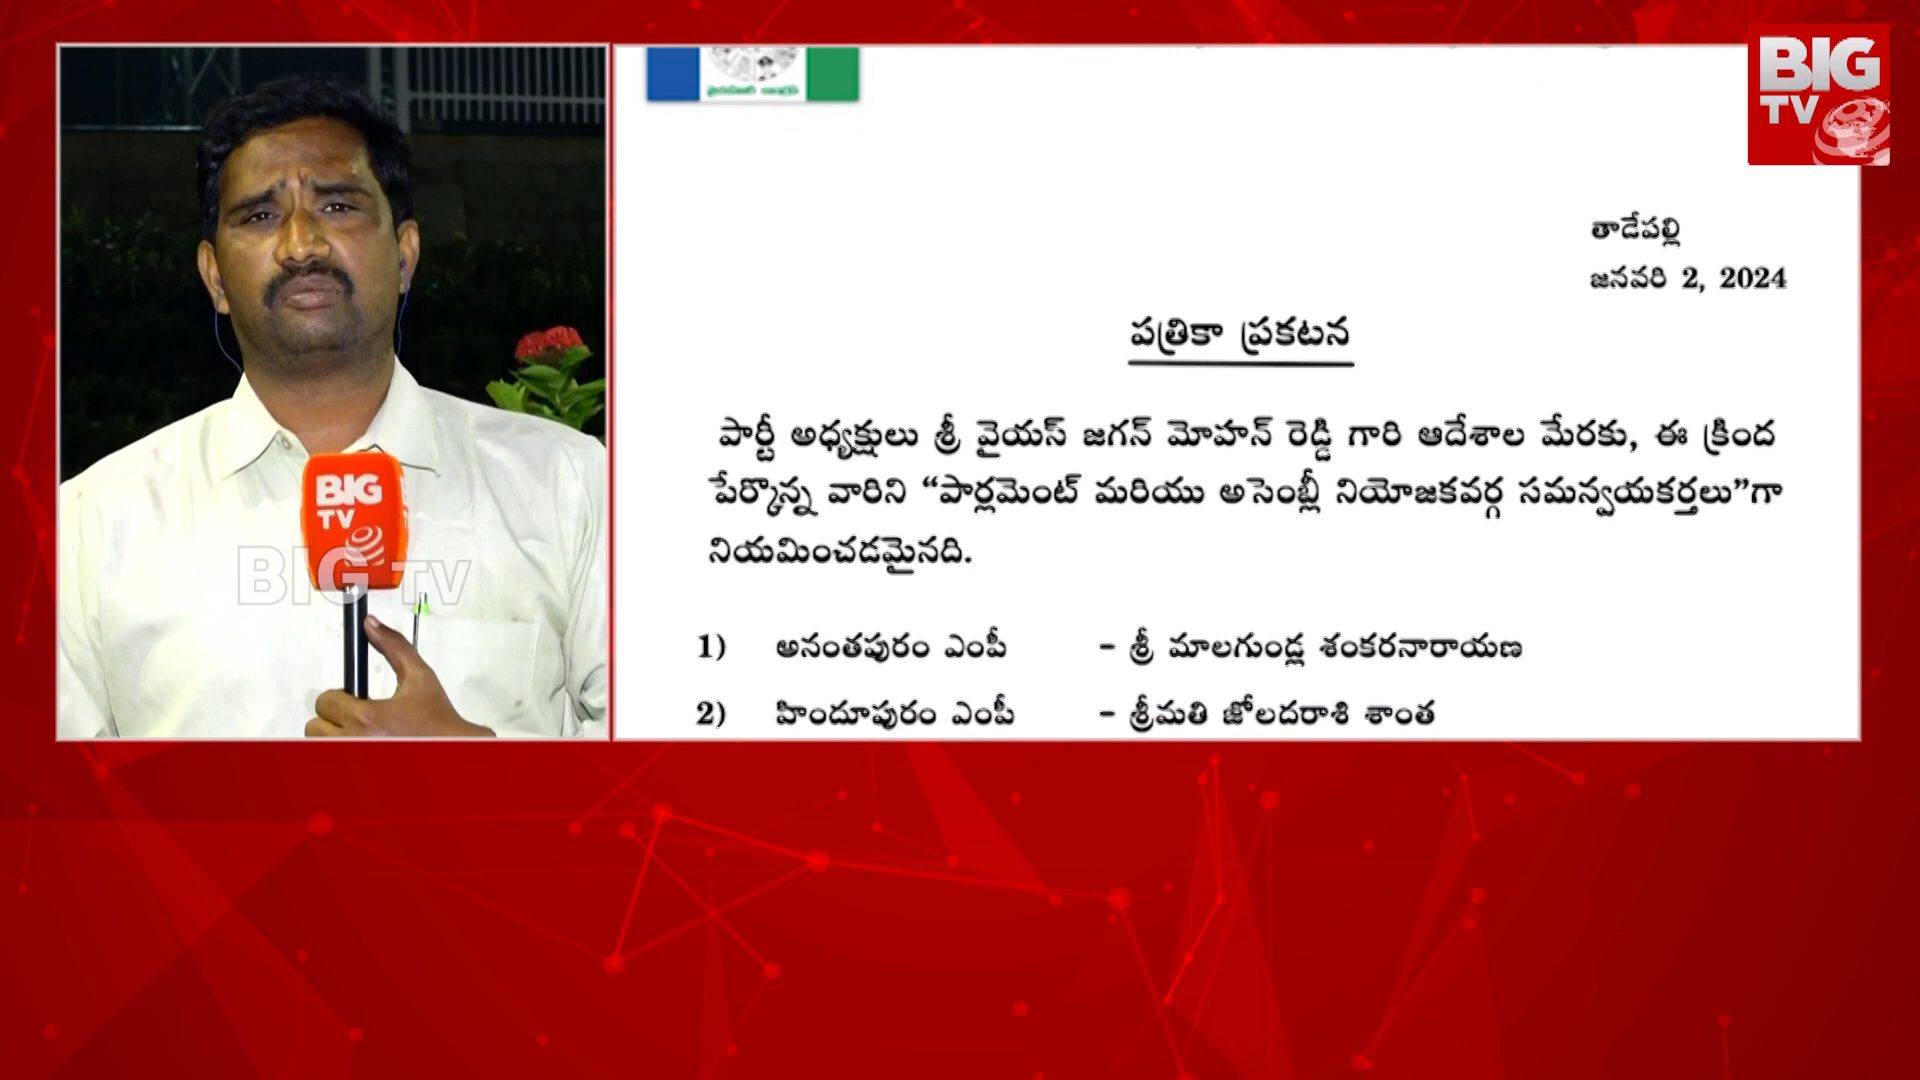 BIG
TV
తాడేపల్లి
జనవరి 2, 2024
పత్రికా ప్రకటన
పార్టీ అధ్యక్షులు శ్రీ వైయస్ జగన్ మోహన్ రెడ్డి గారి ఆదేశాల మేరకు, ఈ క్రింద
పేర్కొన్న వారిని “పార్లమెంట్ మరియు అసెంబ్లీ నియోజకవర్గ సమన్వయకర్తలు”గా
నియమించడమైనది.
1) అనంతపురం ఎంపీ - శ్రీ మాలగుండ్ల శంకరనారాయణ
2) హిందూపురం ఎంపీ - శ్రీమతి జోలదరాశి శాంత
BIG
TV
BIG TV